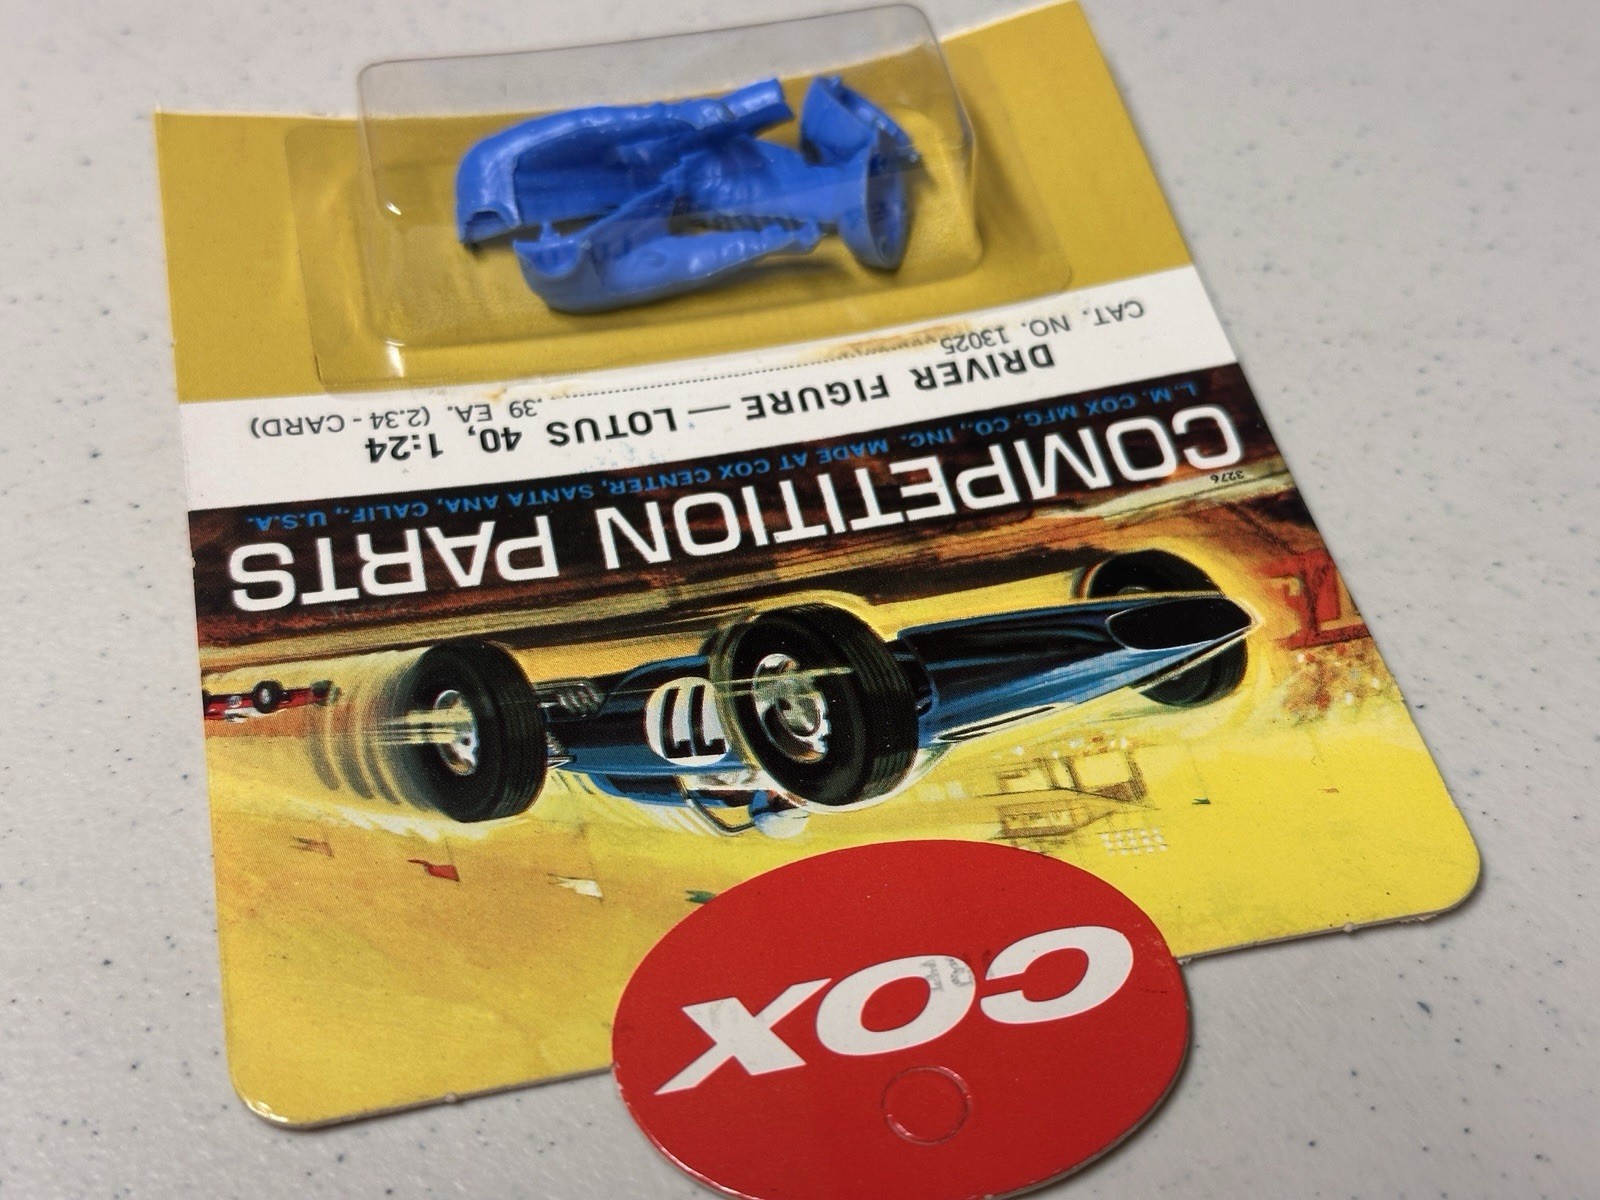 COX
11
3276
COMPETITION PARTS
L. M. COX MFG. CO., INC. MADE AT COX CENTER, SANTA ANA, CALIF., U.S.A.
DRIVER FIGURE — LOTUS 40, 1:24
CAT. NO. 13025 .39 EA. (2.34 - CARD)